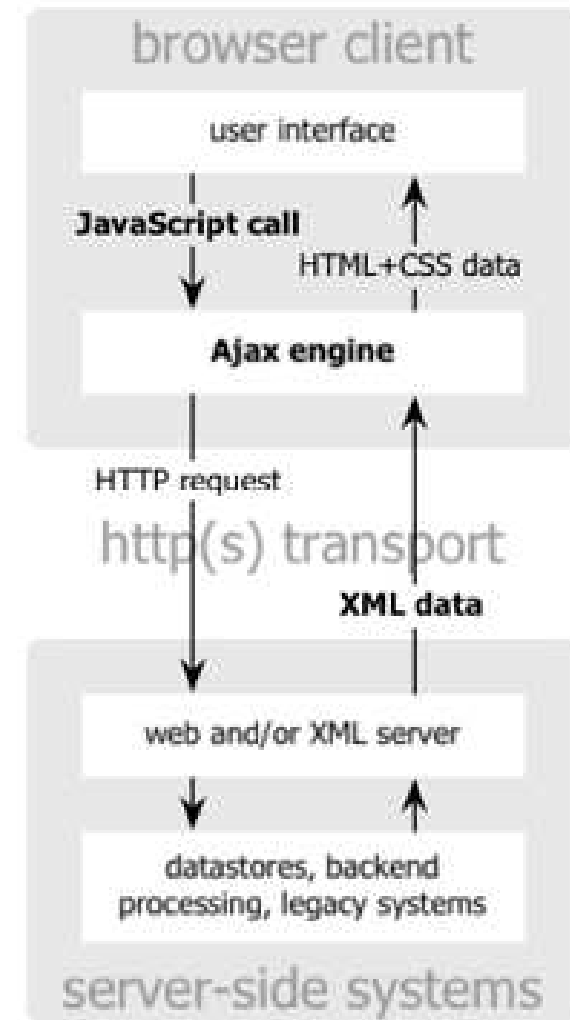 browser client
user interface
JavaScript call
HTML+CSS data
Ajax engine
HTTP request
http(s) transport
XML data
web and/or XML server
datastores, backend
processing, legacy systems
server-side systems